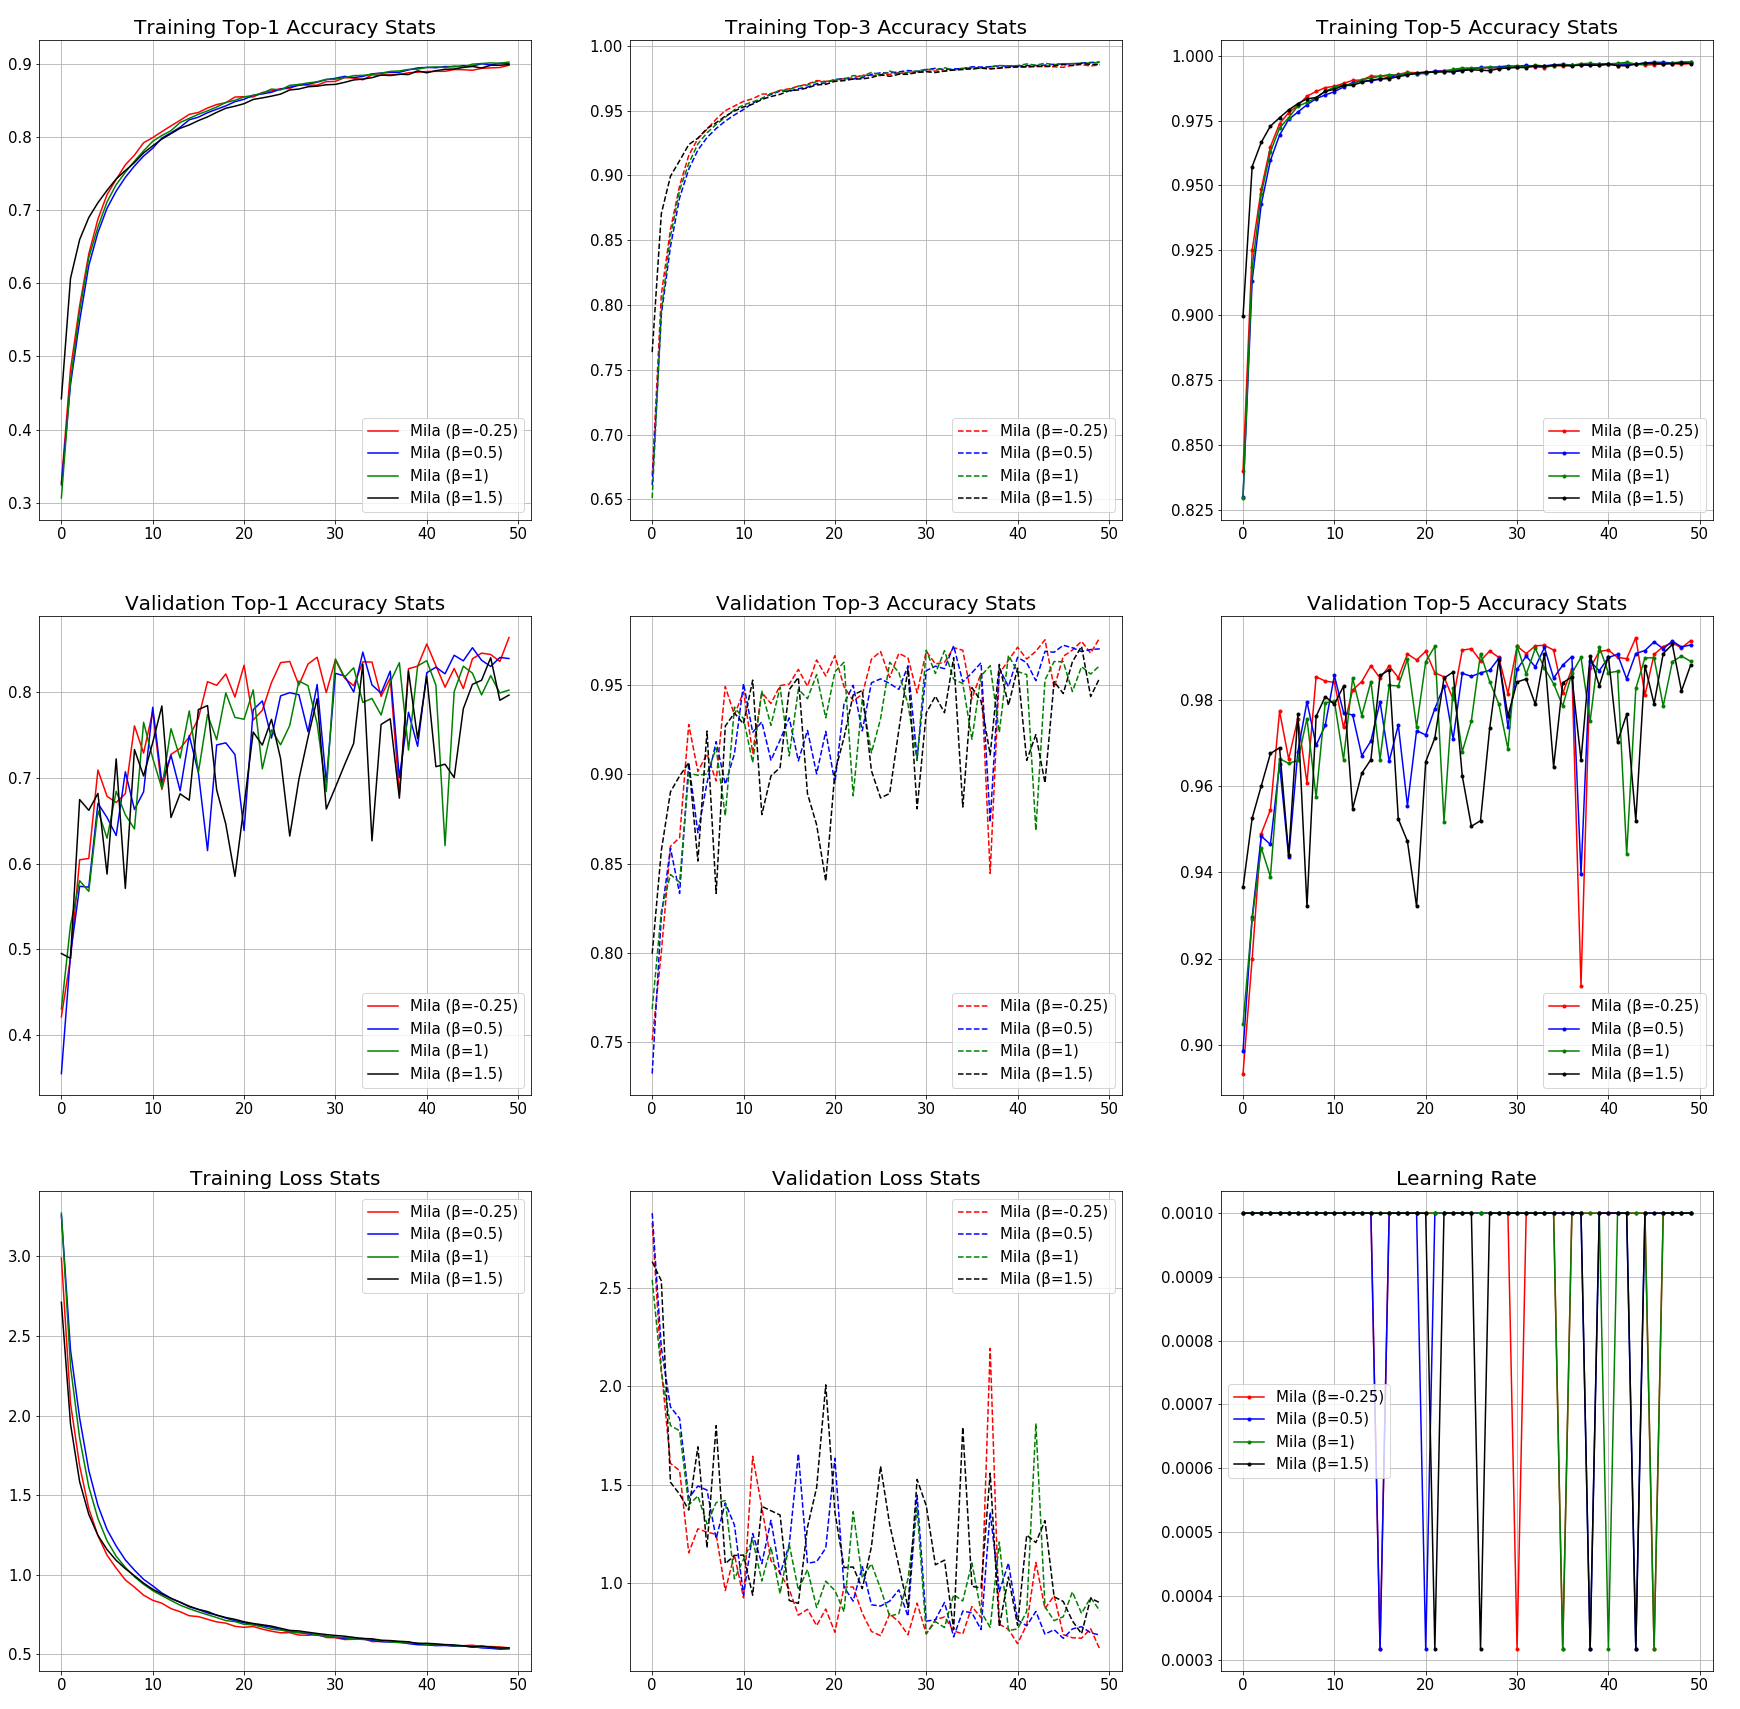 Training Top-1 Accuracy Stats
0.9
0.8
0.7
0.6
0.5
0.4
0.3
0 10 20 30 40 50
Mila (β=-0.25)
Mila (β=0.5)
Mila (β=1)
Mila (β=1.5)
Training Top-3 Accuracy Stats
1.00
0.95
0.90
0.85
0.80
0.75
0.70
0.65
0 10 20 30 40 50
Mila (β=-0.25)
Mila (β=0.5)
Mila (β=1)
Mila (β=1.5)
Training Top-5 Accuracy Stats
1.000
0.975
0.950
0.925
0.900
0.875
0.850
0.825
0 10 20 30 40 50
Mila (β=-0.25)
Mila (β=0.5)
Mila (β=1)
Mila (β=1.5)
Validation Top-1 Accuracy Stats
0.8
0.7
0.6
0.5
0.4
0 10 20 30 40 50
Mila (β=-0.25)
Mila (β=0.5)
Mila (β=1)
Mila (β=1.5)
Validation Top-3 Accuracy Stats
0.95
0.90
0.85
0.80
0.75
0 10 20 30 40 50
Mila (β=-0.25)
Mila (β=0.5)
Mila (β=1)
Mila (β=1.5)
Validation Top-5 Accuracy Stats
0.98
0.96
0.94
0.92
0.90
0 10 20 30 40 50
Mila (β=-0.25)
Mila (β=0.5)
Mila (β=1)
Mila (β=1.5)
Training Loss Stats
3.0
2.5
2.0
1.5
1.0
0.5
0 10 20 30 40 50
Mila (β=-0.25)
Mila (β=0.5)
Mila (β=1)
Mila (β=1.5)
Validation Loss Stats
2.5
2.0
1.5
1.0
0 10 20 30 40 50
Mila (β=-0.25)
Mila (β=0.5)
Mila (β=1)
Mila (β=1.5)
Learning Rate
0.0010
0.0009
0.0008
0.0007
0.0006
0.0005
0.0004
0.0003
0 10 20 30 40 50
Mila (β=-0.25)
Mila (β=0.5)
Mila (β=1)
Mila (β=1.5)